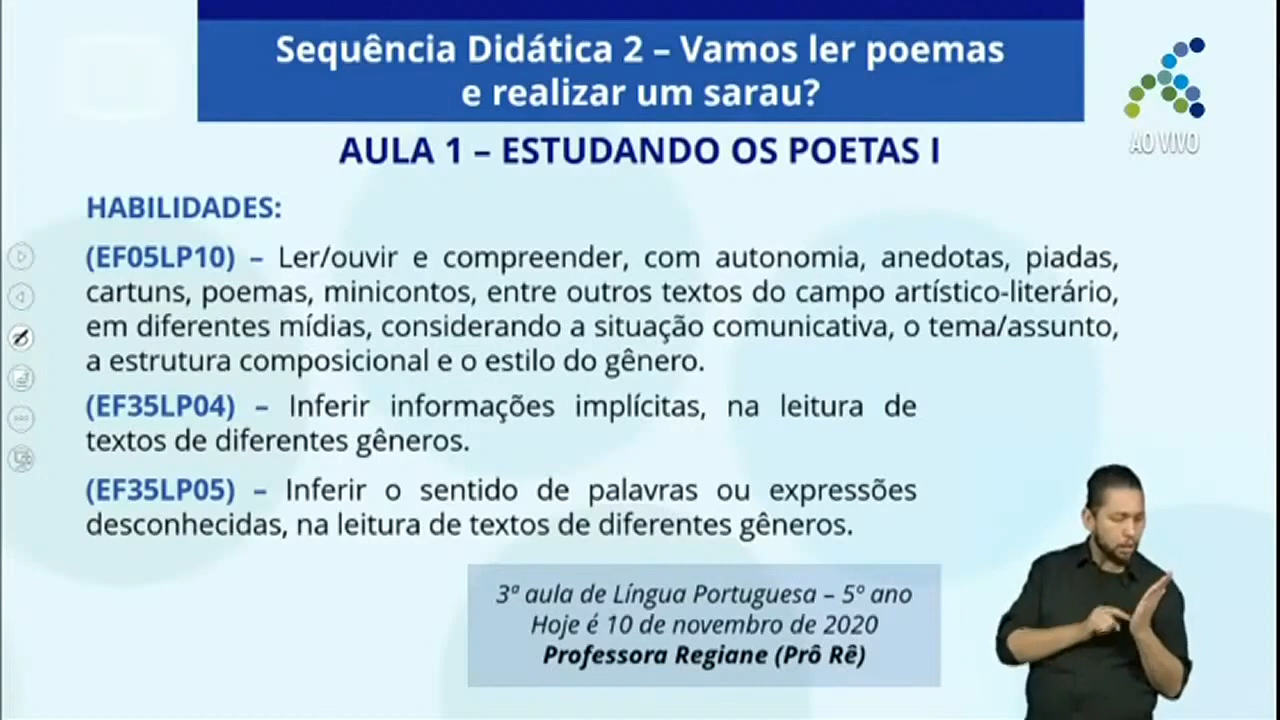 Sequência Didática 2 – Vamos ler poemas
e realizar um sarau?
AO VIVO
AULA 1 – ESTUDANDO OS POETAS I
HABILIDADES:
(EF05LP10) – Ler/ouvir e compreender, com autonomia, anedotas, piadas,
cartuns, poemas, minicontos, entre outros textos do campo artístico-literário,
em diferentes mídias, considerando a situação comunicativa, o tema/assunto,
a estrutura composicional e o estilo do gênero.
(EF35LP04) – Inferir informações implícitas, na leitura de
textos de diferentes gêneros.
(EF35LP05) – Inferir o sentido de palavras ou expressões
desconhecidas, na leitura de textos de diferentes gêneros.
3ª aula de Língua Portuguesa – 5º ano
Hoje é 10 de novembro de 2020
Professora Regiane (Prô Rê)